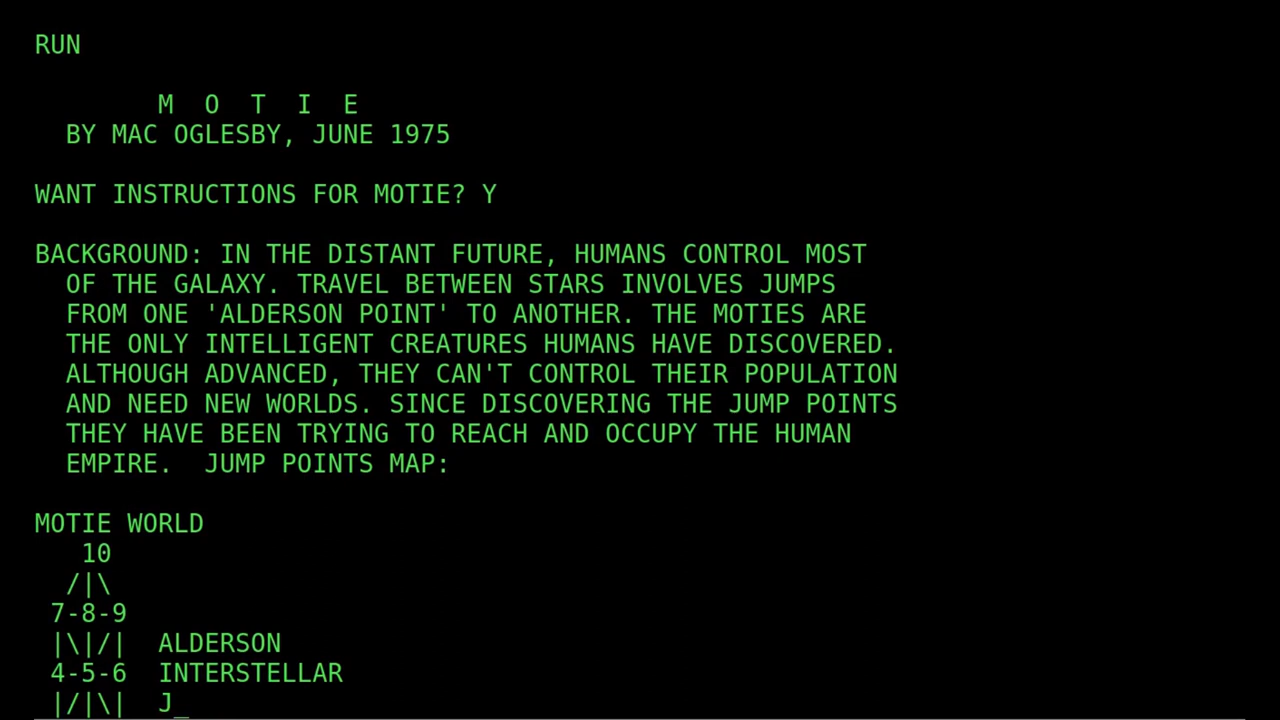 RUN
M O T I E
BY MAC OGLESBY, JUNE 1975
WANT INSTRUCTIONS FOR MOTIE? Y
BACKGROUND: IN THE DISTANT FUTURE, HUMANS CONTROL MOST
OF THE GALAXY. TRAVEL BETWEEN STARS INVOLVES JUMPS
FROM ONE 'ALDERSON POINT' TO ANOTHER. THE MOTIES ARE
THE ONLY INTELLIGENT CREATURES HUMANS HAVE DISCOVERED.
ALTHOUGH ADVANCED, THEY CAN'T CONTROL THEIR POPULATION
AND NEED NEW WORLDS. SINCE DISCOVERING THE JUMP POINTS
THEY HAVE BEEN TRYING TO REACH AND OCCUPY THE HUMAN
EMPIRE.  JUMP POINTS MAP:
MOTIE WORLD
10
/|\
7-8-9
|\|/|  ALDERSON
4-5-6  INTERSTELLAR
|/|\|  J_